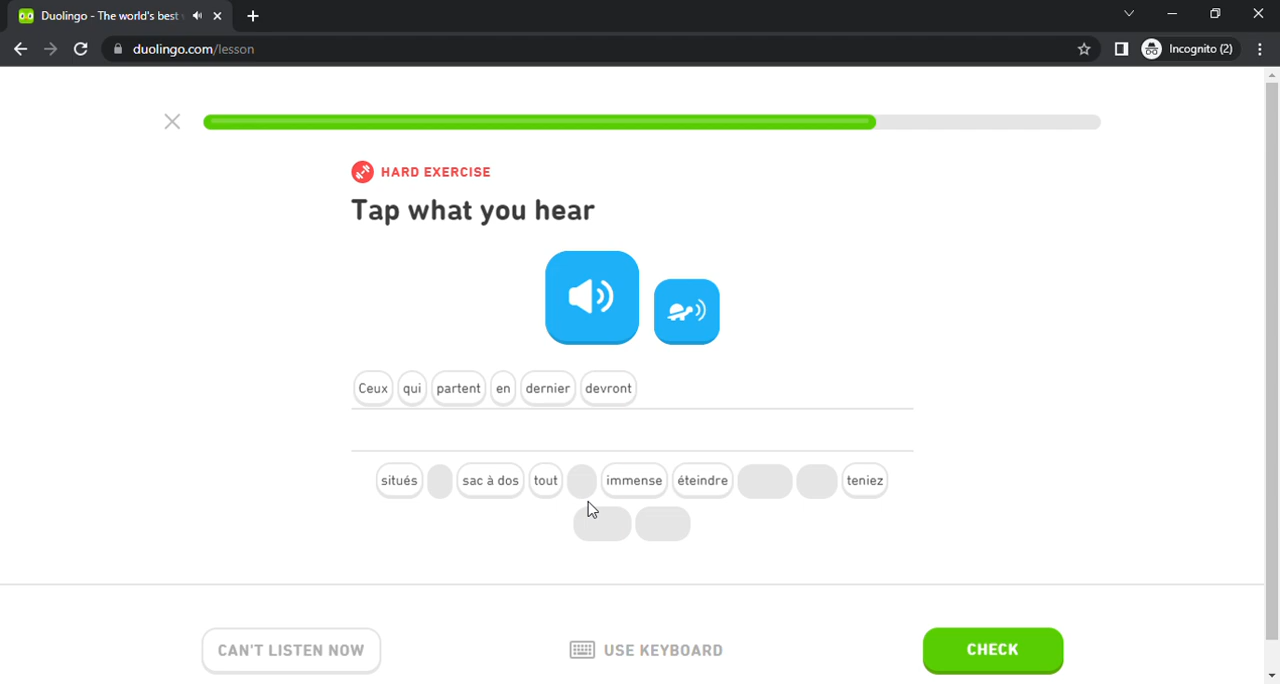 Duolingo - The world's best
duolingo.com/lesson
Incognito (2)
HARD EXERCISE
Tap what you hear
Ceux qui partent en dernier devront
situés sac à dos tout immense éteindre teniez
CAN'T LISTEN NOW USE KEYBOARD CHECK